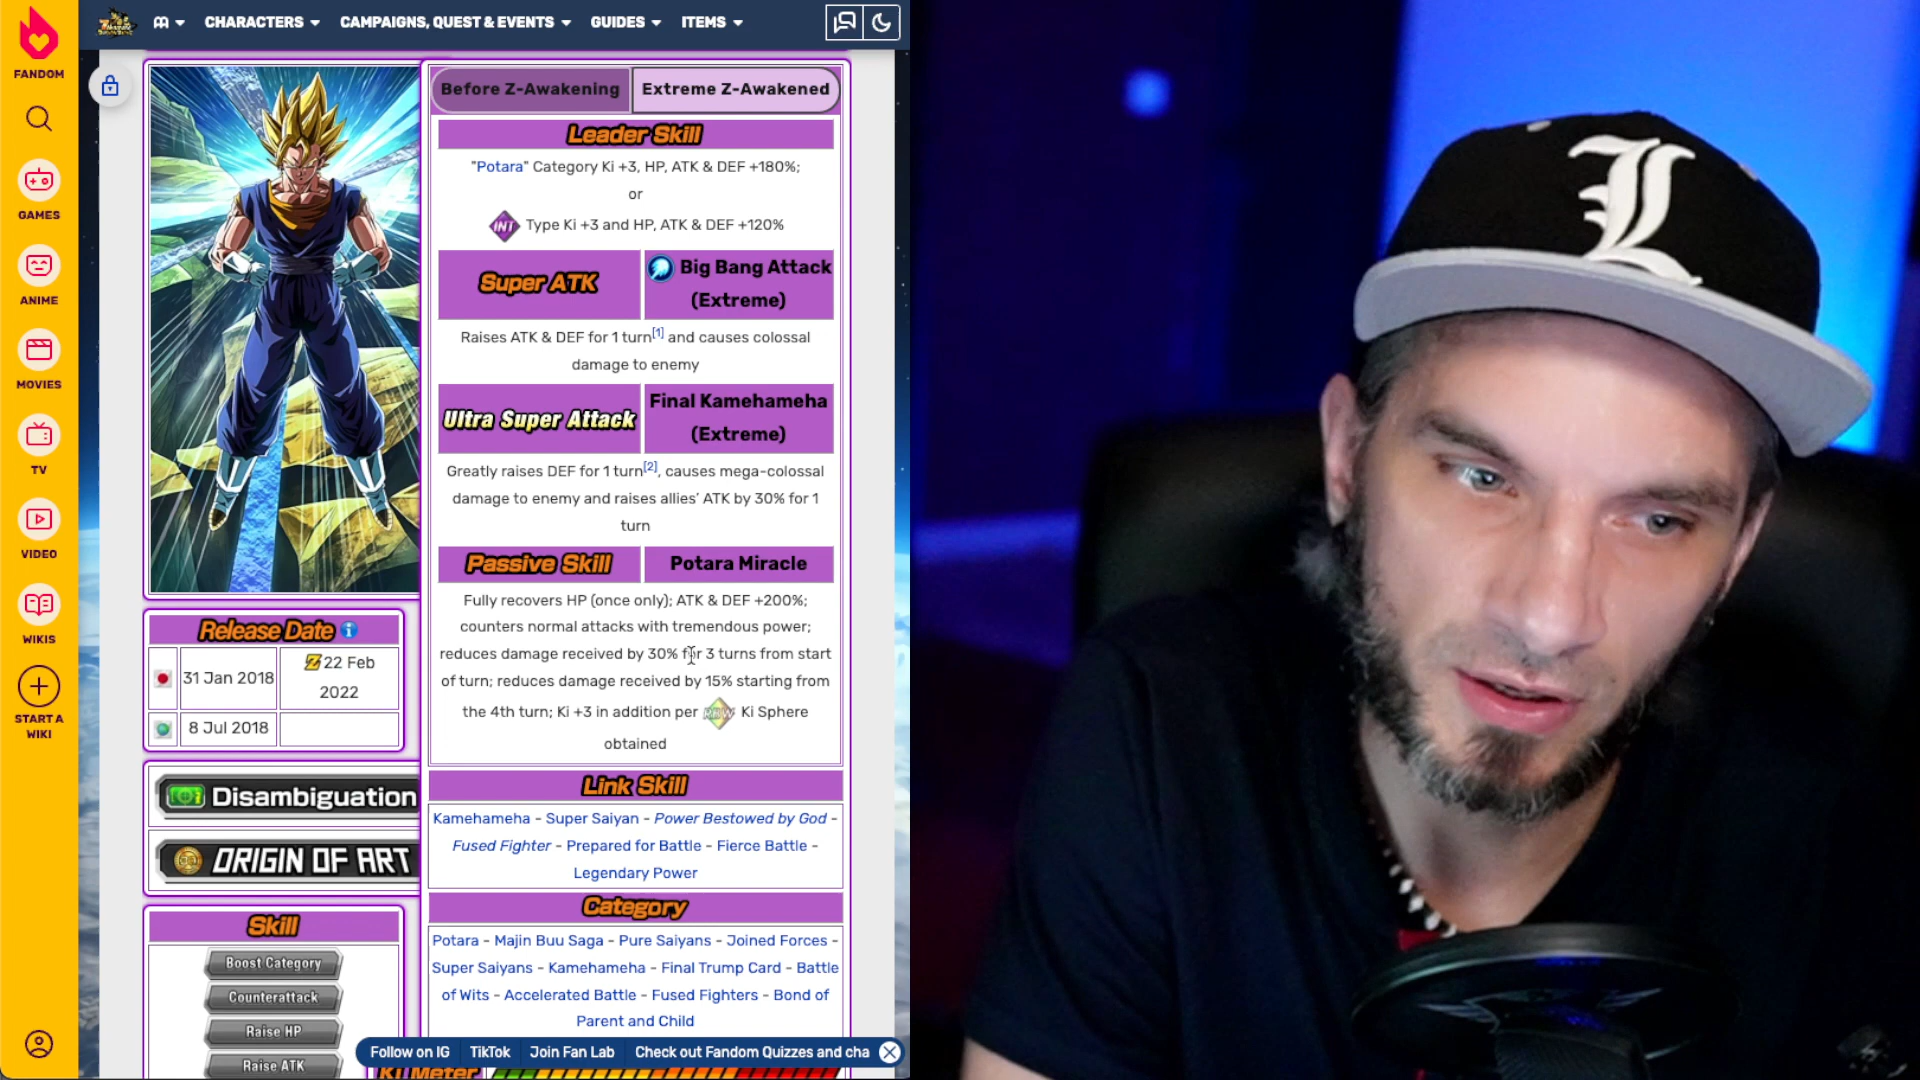 FANDOM
GAMES
ANIME
MOVIES
TV
VIDEO
WIKIS
START A
WIKI
CHARACTERS
CAMPAIGNS, QUEST & EVENTS
GUIDES
ITEMS
Before Z-Awakening
Extreme Z-Awakened
Leader Skill
"Potara" Category Ki +3, HP, ATK & DEF +180%;
or
INT Type Ki +3 and HP, ATK & DEF +120%
Super ATK
Big Bang Attack
(Extreme)
Raises ATK & DEF for 1 turn[1] and causes colossal
damage to enemy
Ultra Super Attack
Final Kamehameha
(Extreme)
Greatly raises DEF for 1 turn[2], causes mega-colossal
damage to enemy and raises allies' ATK by 30% for 1
turn
Passive Skill
Potara Miracle
Fully recovers HP (once only); ATK & DEF +200%;
counters normal attacks with tremendous power;
reduces damage received by 30% for 3 turns from start
of turn; reduces damage received by 15% starting from
the 4th turn; Ki +3 in addition per RBW Ki Sphere
obtained
Link Skill
Kamehameha - Super Saiyan - Power Bestowed by God -
Fused Fighter - Prepared for Battle - Fierce Battle -
Legendary Power
Category
Potara - Majin Buu Saga - Pure Saiyans - Joined Forces -
Super Saiyans - Kamehameha - Final Trump Card - Battle
of Wits - Accelerated Battle - Fused Fighters - Bond of
Parent and Child
Release Date
31 Jan 2018
Z 22 Feb
2022
8 Jul 2018
Disambiguation
ORIGIN OF ART
Skill
Boost Category
Counterattack
Raise HP
Raise ATK
Follow on IG
TikTok
Join Fan Lab
Check out Fandom Quizzes and cha
Ki Meter
L